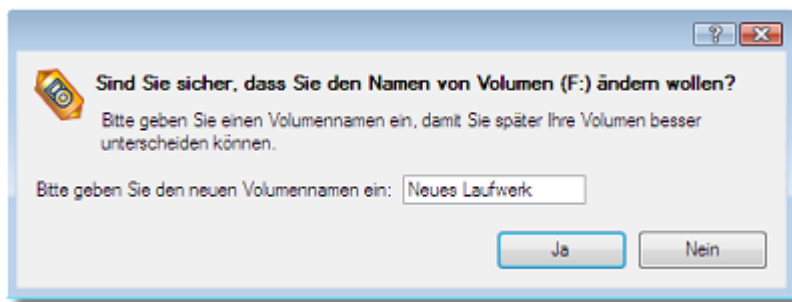 Sind Sie sicher, dass Sie den Namen von Volumen (F:) ändern wollen?
Bitte geben Sie einen Volumennamen ein, damit Sie später Ihre Volumen besser
unterscheiden können.
Bitte geben Sie den neuen Volumennamen ein: Neues Laufwerk
Ja Nein